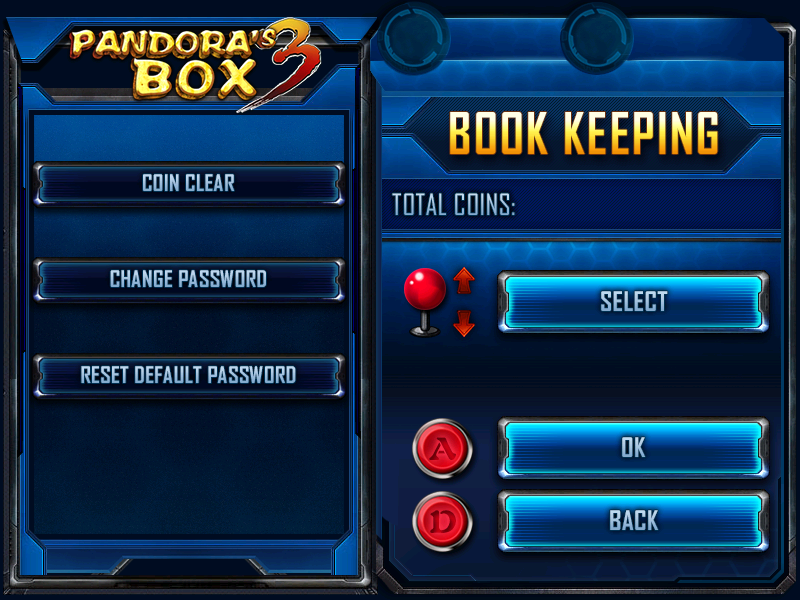 PANDORA'S
BOX 3
COIN CLEAR
CHANGE PASSWORD
RESET DEFAULT PASSWORD
BOOK KEEPING
TOTAL COINS:
SELECT
A
OK
D
BACK